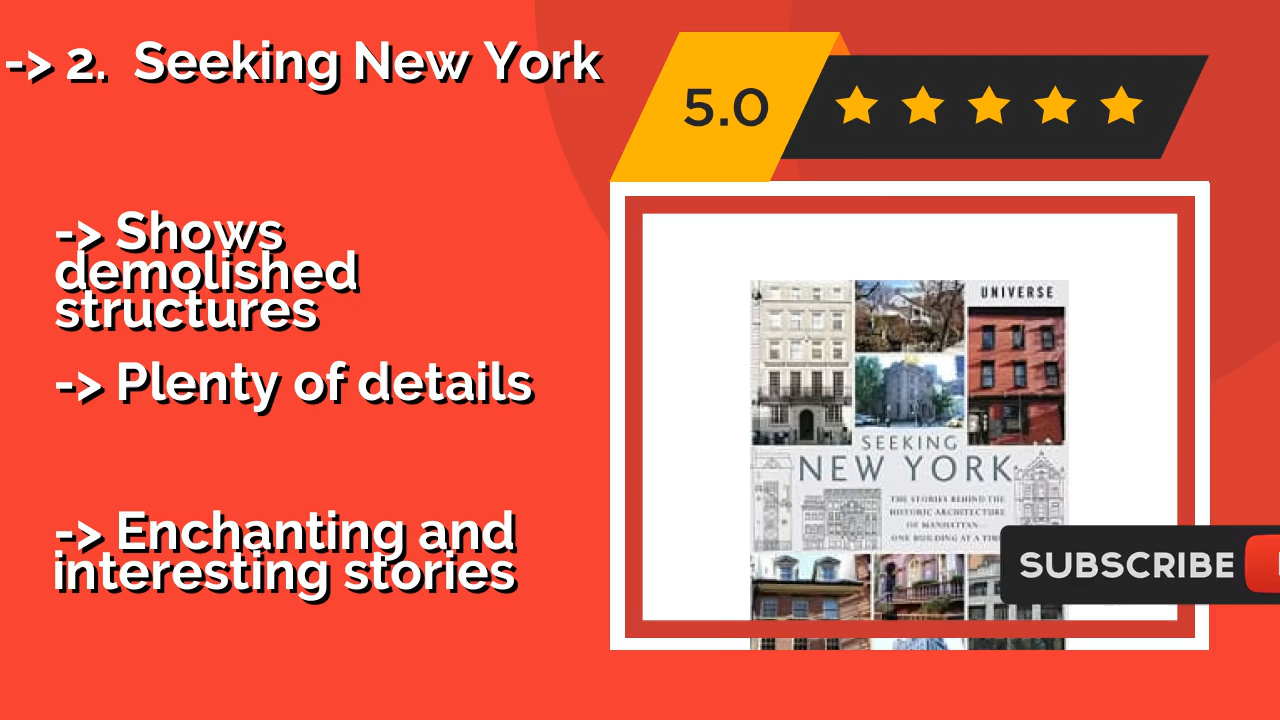 -> 2. Seeking New York
5.0
-> Shows
demolished
structures
-> Plenty of details
-> Enchanting and
interesting stories
UNIVERSE
SEEKING
NEW YORK
THE STORIES BEHIND THE
HISTORIC ARCHITECTURE
OF MANHATTAN—
ONE BUILDING AT A
SUBSCRIBE